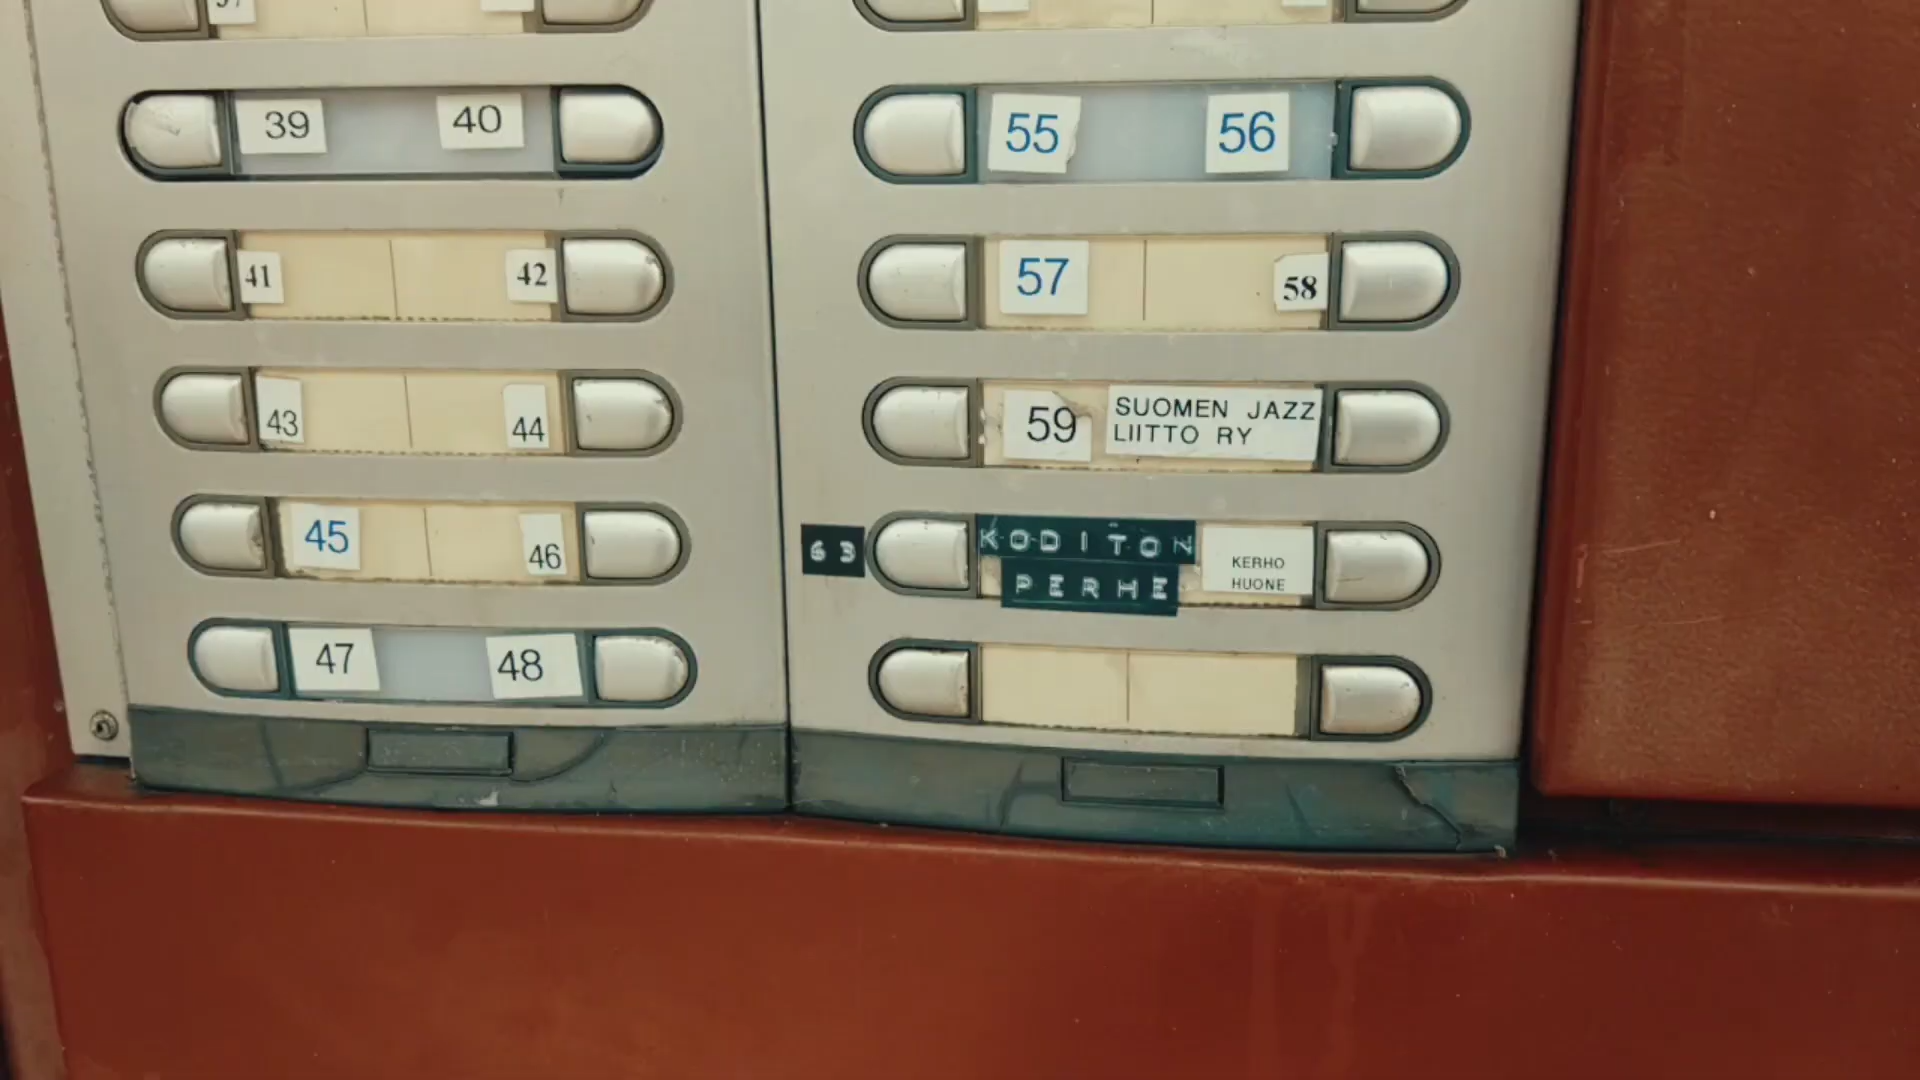 37
39 40
41 42
43 44
45 46
47 48
55 56
57 58
59 SUOMEN JAZZ
LIITTO RY
63 KODITON
PERHE
KERHO
HUONE